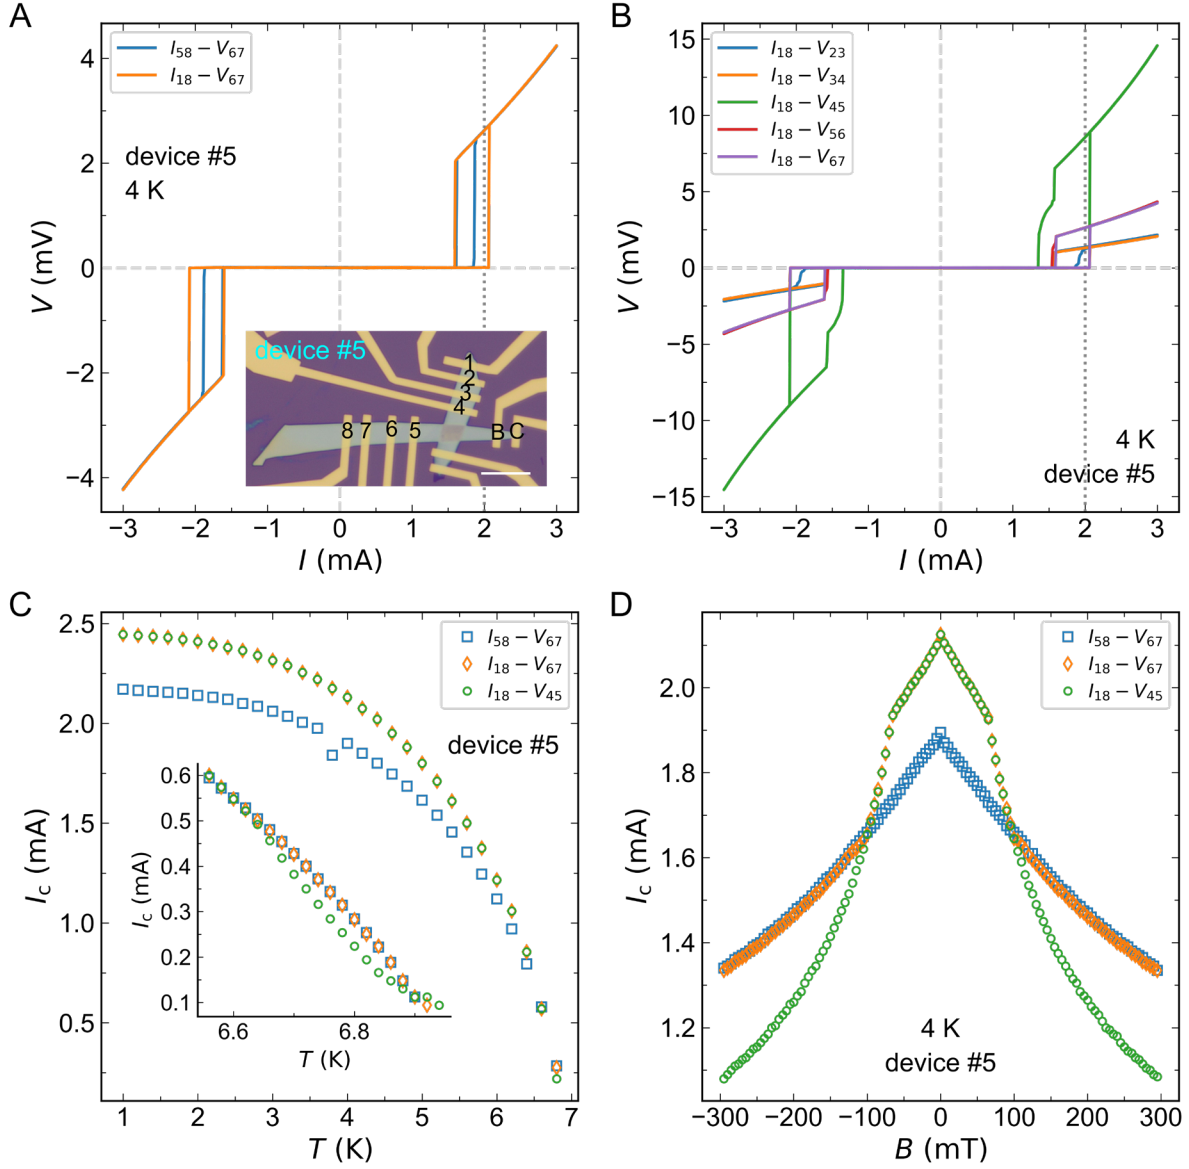 A
I58 − V67
I18 − V67
device #5
4 K
4
2
0
−2
−4
V (mV)
−3 −2 −1 0 1 2 3
I (mA)
device #5
1
2
3
4
8 7 6 5
B C
B
I18 − V23
I18 − V34
I18 − V45
I18 − V56
I18 − V67
15
10
5
0
−5
−10
−15
V (mV)
4 K
device #5
−3 −2 −1 0 1 2 3
I (mA)
C
I58 − V67
I18 − V67
I18 − V45
device #5
2.5
2.0
1.5
1.0
0.5
Ic (mA)
1 2 3 4 5 6 7
T (K)
0.6
0.5
0.4
0.3
0.2
0.1
Ic (mA)
6.6 6.8
T (K)
D
I58 − V67
I18 − V67
I18 − V45
2.0
1.8
1.6
1.4
1.2
Ic (mA)
4 K
device #5
−300 −200 −100 0 100 200 300
B (mT)